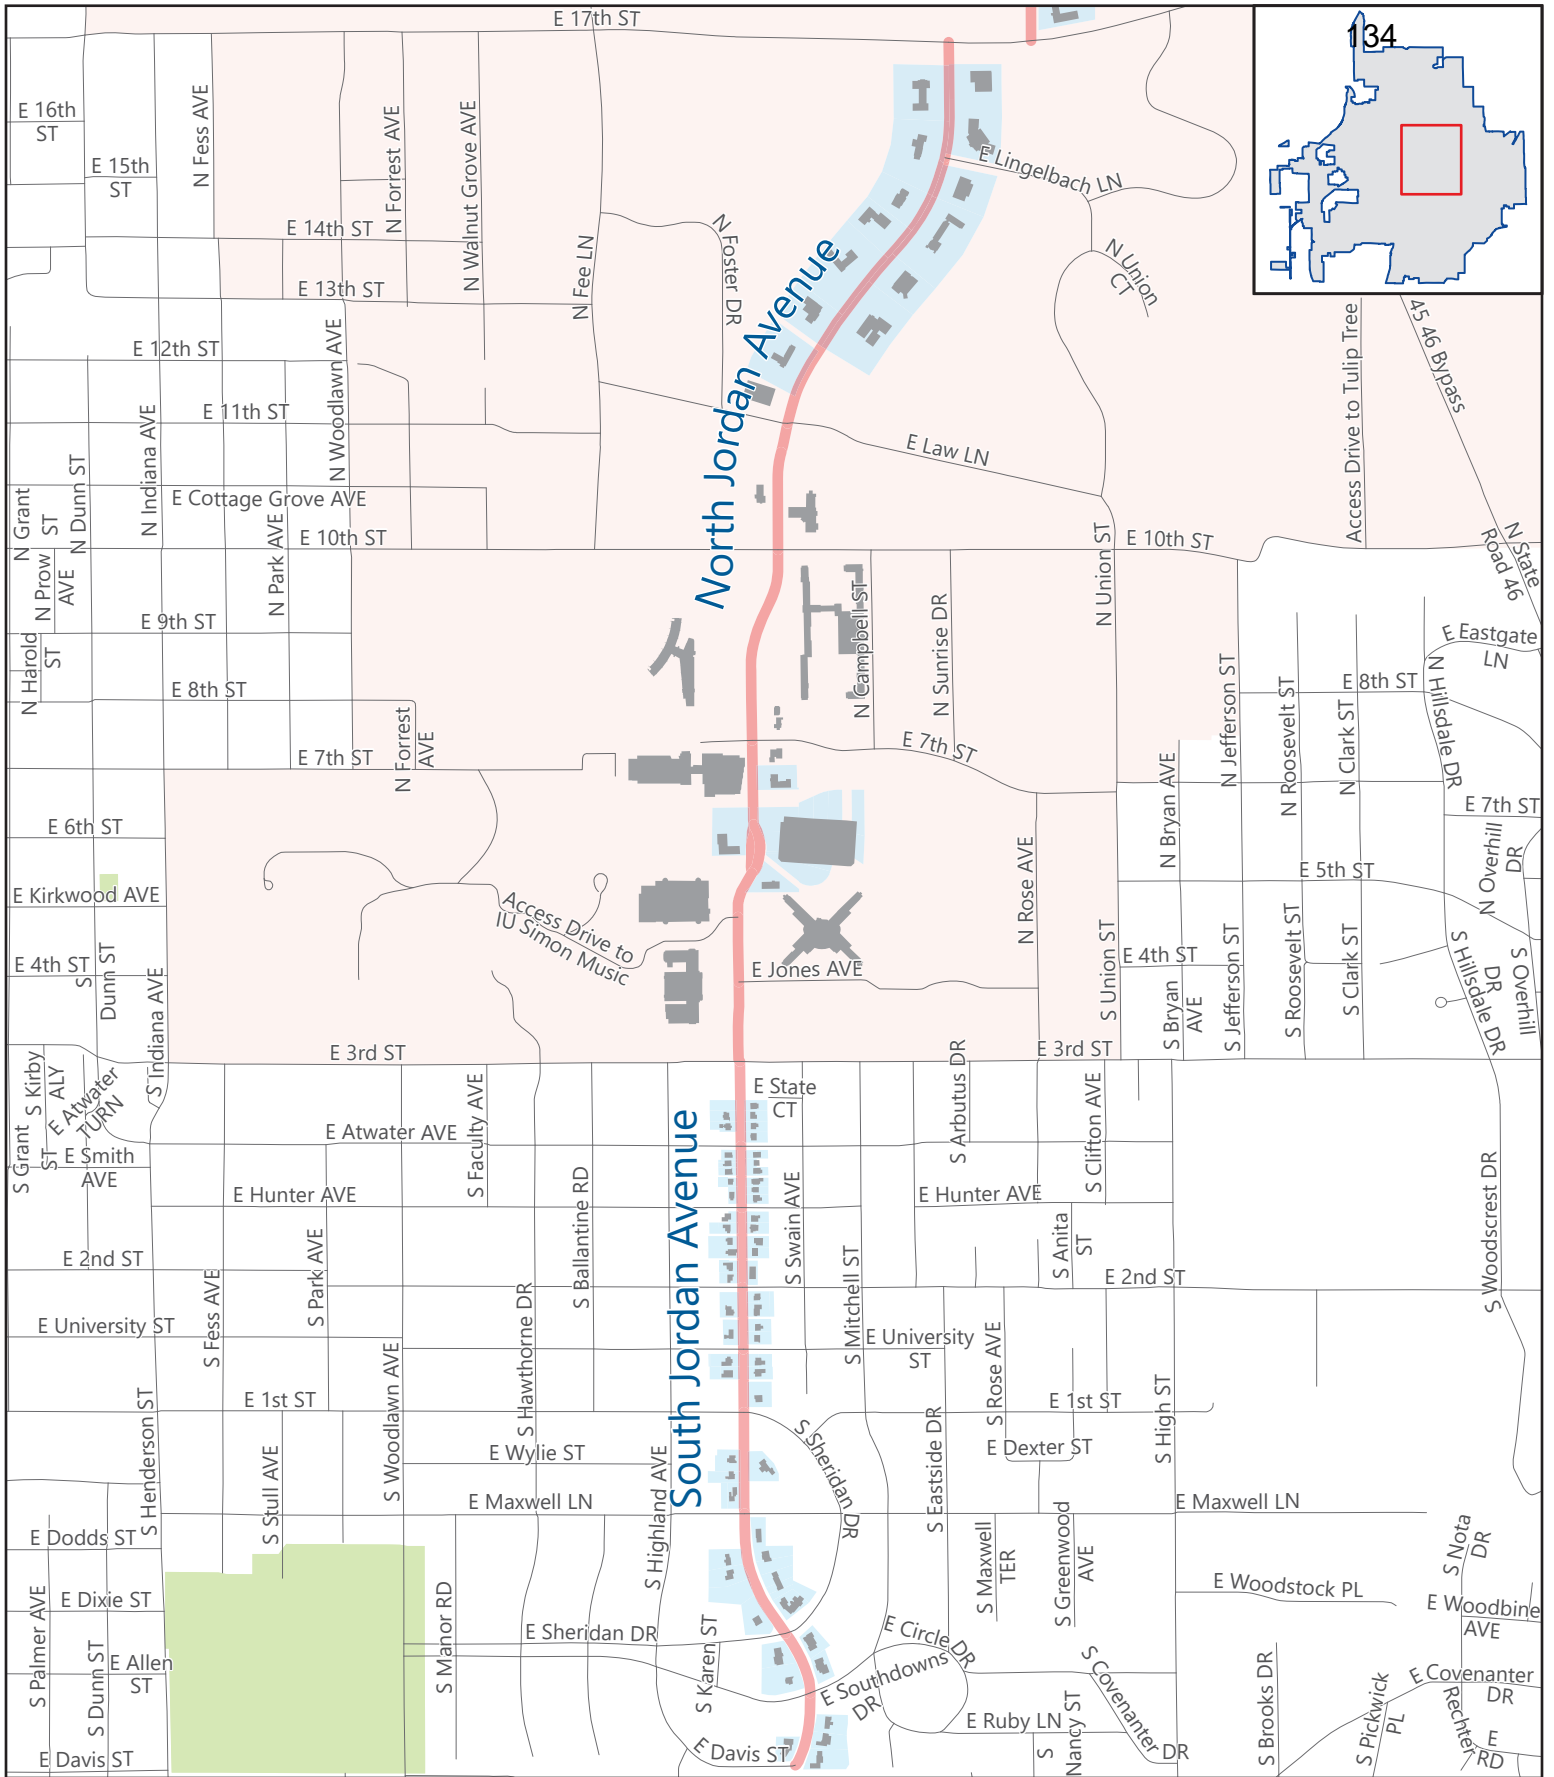 E 17th ST
134
E 16th
ST
N Fess AVE
N Forrest AVE
N Walnut Grove AVE
E 15th
ST
E Lingelbach LN
E 14th ST
N Fee LN
N Foster DR
N Union
CT
E 13th ST
North Jordan Avenue
E 12th ST
N Woodlawn AVE
Access Drive to Tulip Tree
45 46 Bypass
E 11th ST
N Indiana AVE
E Law LN
N Dunn ST
N Grant
ST
E Cottage Grove AVE
N Park AVE
E 10th ST
E 10th ST
N Union ST
N State
Road 46
N Prow
AVE
E 9th ST
N Campbell ST
N Sunrise DR
E Eastgate
LN
N Harold
ST
E 8th ST
E 8th ST
N Jefferson ST
N Roosevelt ST
N Clark ST
N Hillsdale DR
N Forrest
AVE
E 7th ST
E 7th ST
N Bryan AVE
E 7th ST
E 6th ST
N Rose AVE
N Overhill
DR
E 5th ST
E Kirkwood AVE
Access Drive to
IU Simon Music
E 4th ST
S
Dunn ST
S Indiana AVE
E Jones AVE
S Union ST
E 4th ST
S Bryan
AVE
S Jefferson ST
S Roosevelt ST
S Clark ST
S Hillsdale DR
DR
S Overhill
E 3rd ST
E 3rd ST
S Kirby
ALY
E Atwater
TURN
S Grant
ST
S Faculty AVE
E State
CT
S Arbutus DR
S Clifton AVE
E Atwater AVE
E Smith
AVE
South Jordan Avenue
E Hunter AVE
E Hunter AVE
S Ballantine RD
S Swain AVE
S Anita
ST
S Woodscrest DR
E 2nd ST
S Park AVE
S Mitchell ST
E 2nd ST
E University ST
S Fess AVE
S Hawthorne DR
E University
ST
S Rose AVE
S Woodlawn AVE
E 1st ST
E 1st ST
S High ST
S Henderson ST
S Sheridan DR
S Eastside DR
E Dexter ST
E Wylie ST
S Stull AVE
S Highland AVE
E Maxwell LN
E Maxwell LN
E Dodds ST
S Maxwell
TER
S Greenwood
AVE
S Nota
DR
E Dixie ST
S Palmer AVE
S Manor RD
E Woodstock PL
E Woodbine
AVE
E Sheridan DR
S Karen ST
E Circle DR
E Allen
ST
S Dunn ST
E Southdowns
DR
S Covenanter
DR
S Brooks DR
S Pickwick
PL
E Covenanter
DR
E Ruby LN
S
Nancy ST
Rechter
E
RD
E Davis ST
E Davis ST